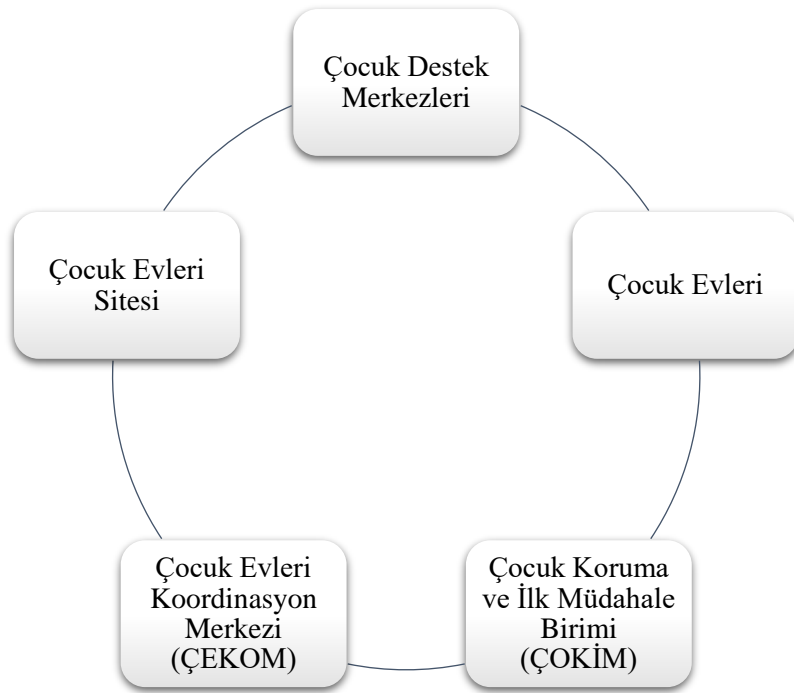 Çocuk Destek
Merkezleri
Çocuk Evleri
Çocuk Koruma
ve İlk Müdahale
Birimi
(ÇOKİM)
Çocuk Evleri
Koordinasyon
Merkezi
(ÇEKOM)
Çocuk Evleri
Sitesi